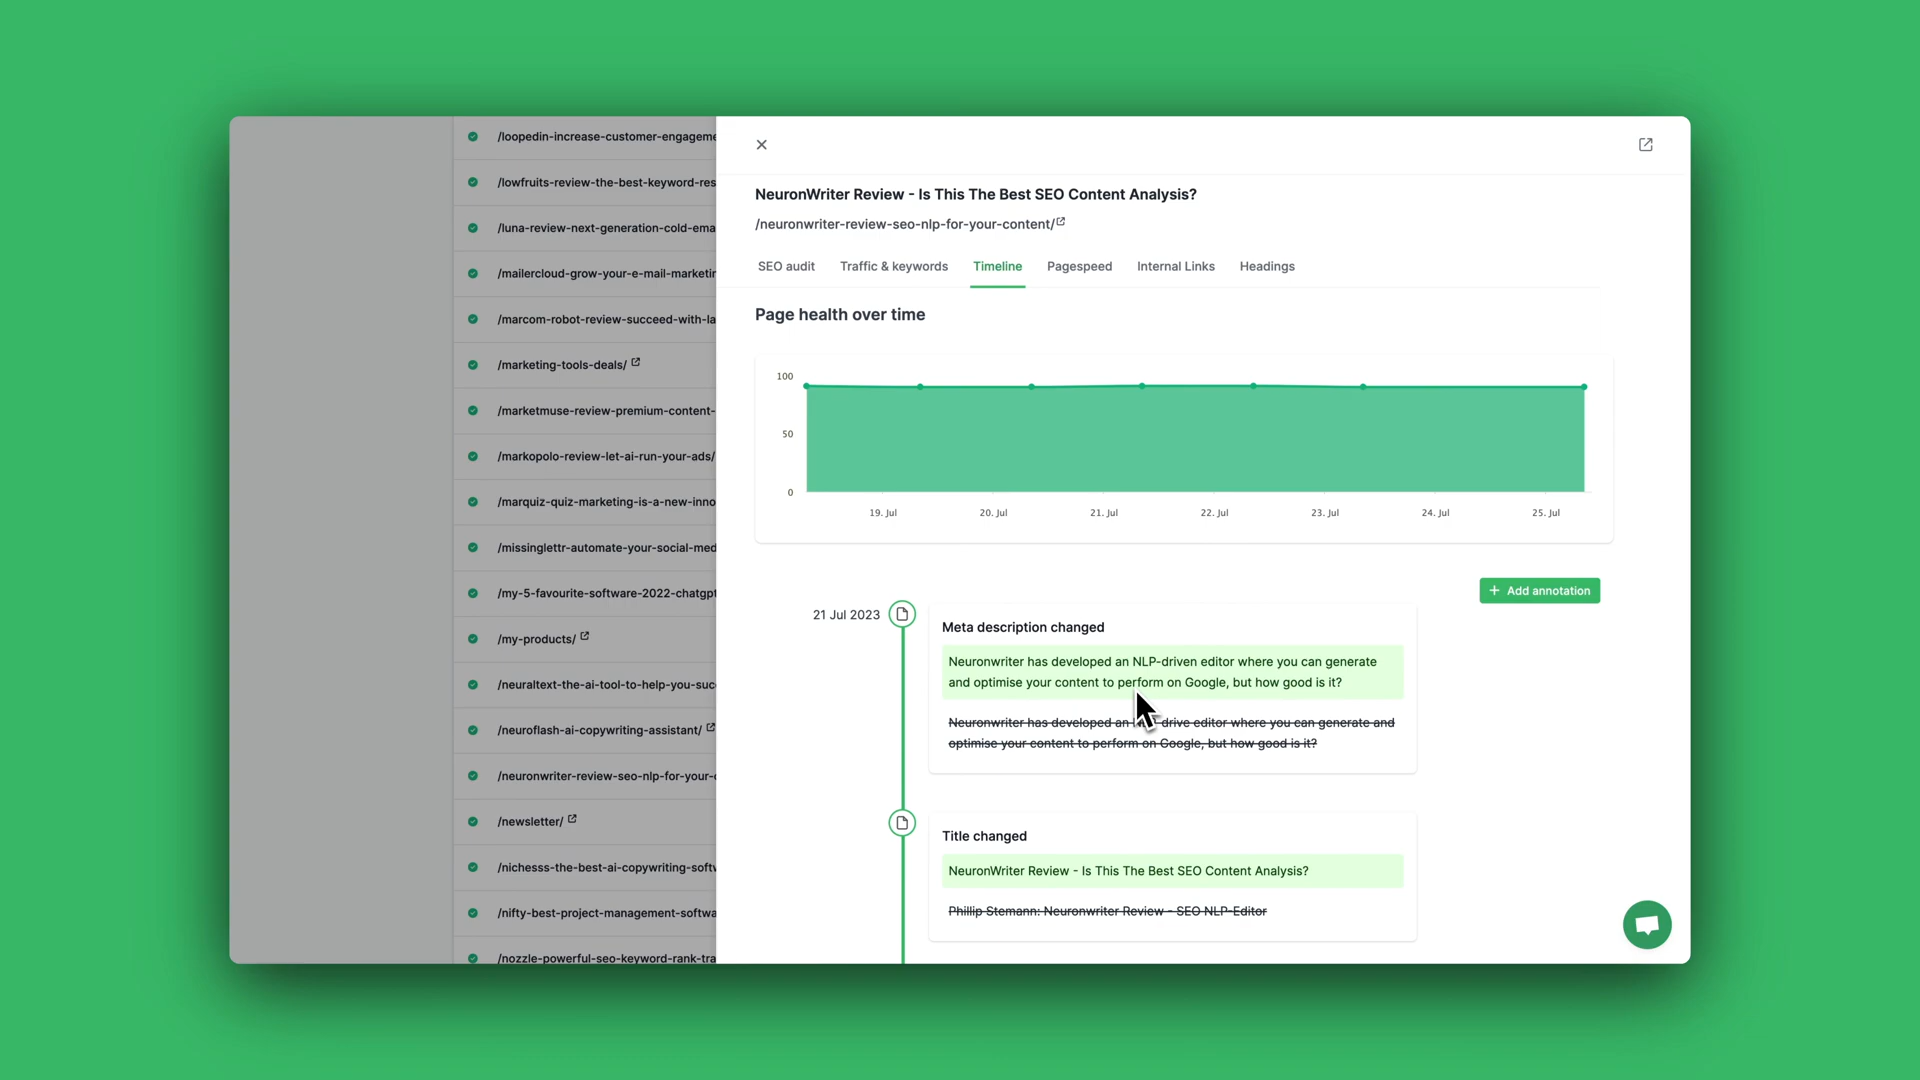 /loopedin-increase-customer-engageme
/lowfruits-review-the-best-keyword-res
/luna-review-next-generation-cold-ema
/mailercloud-grow-your-e-mail-marketin
/marcom-robot-review-succeed-with-la
/marketing-tools-deals/
/marketmuse-review-premium-content-
/markopolo-review-let-ai-run-your-ads/
/marquiz-quiz-marketing-is-a-new-inno
/missinglettr-automate-your-social-med
/my-5-favourite-software-2022-chatgpt
/my-products/
/neuraltext-the-ai-tool-to-help-you-suc
/neuroflash-ai-copywriting-assistant/
/neuronwriter-review-seo-nlp-for-your-c
/newsletter/
/nichesss-the-best-ai-copywriting-softw
/nifty-best-project-management-softwa
/nozzle-powerful-seo-keyword-rank-tra
NeuronWriter Review - Is This The Best SEO Content Analysis?
/neuronwriter-review-seo-nlp-for-your-content/
SEO audit Traffic & keywords Timeline Pagespeed Internal Links Headings
Page health over time
100
50
0
19. Jul 20. Jul 21. Jul 22. Jul 23. Jul 24. Jul 25. Jul
+ Add annotation
21 Jul 2023
Meta description changed
Neuronwriter has developed an NLP-driven editor where you can generate
and optimise your content to perform on Google, but how good is it?
Neuronwriter has developed an drive editor where you can generate and
optimise your content to perform on Google, but how good is it?
Title changed
NeuronWriter Review - Is This The Best SEO Content Analysis?
Phillip Stemann: Neuronwriter Review - SEO NLP-Editor